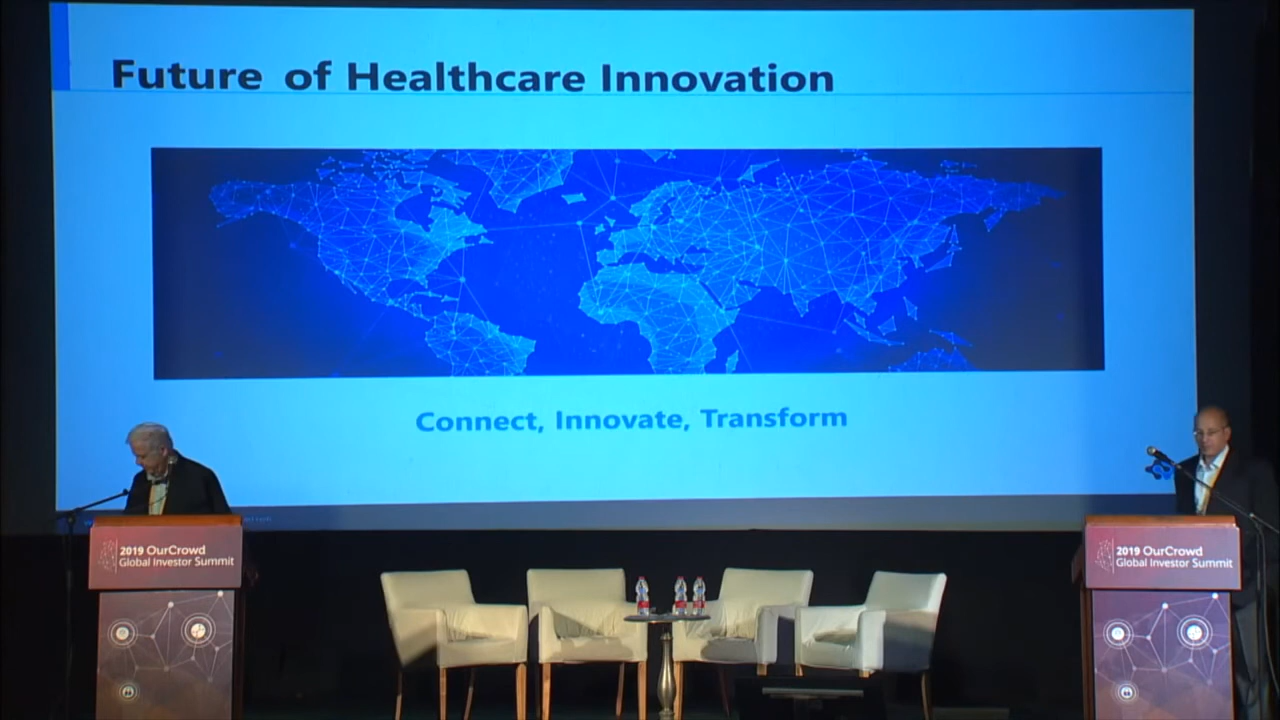 Future of Healthcare Innovation
Connect, Innovate, Transform
2019 OurCrowd
Global Investor Summit
2019 OurCrowd
Global Investor Summit